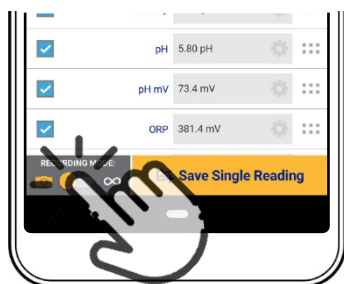 pH 5.80 pH
pH mV 73.4 mV
ORP 381.4 mV
RECORDING MODE:
Save Single Reading